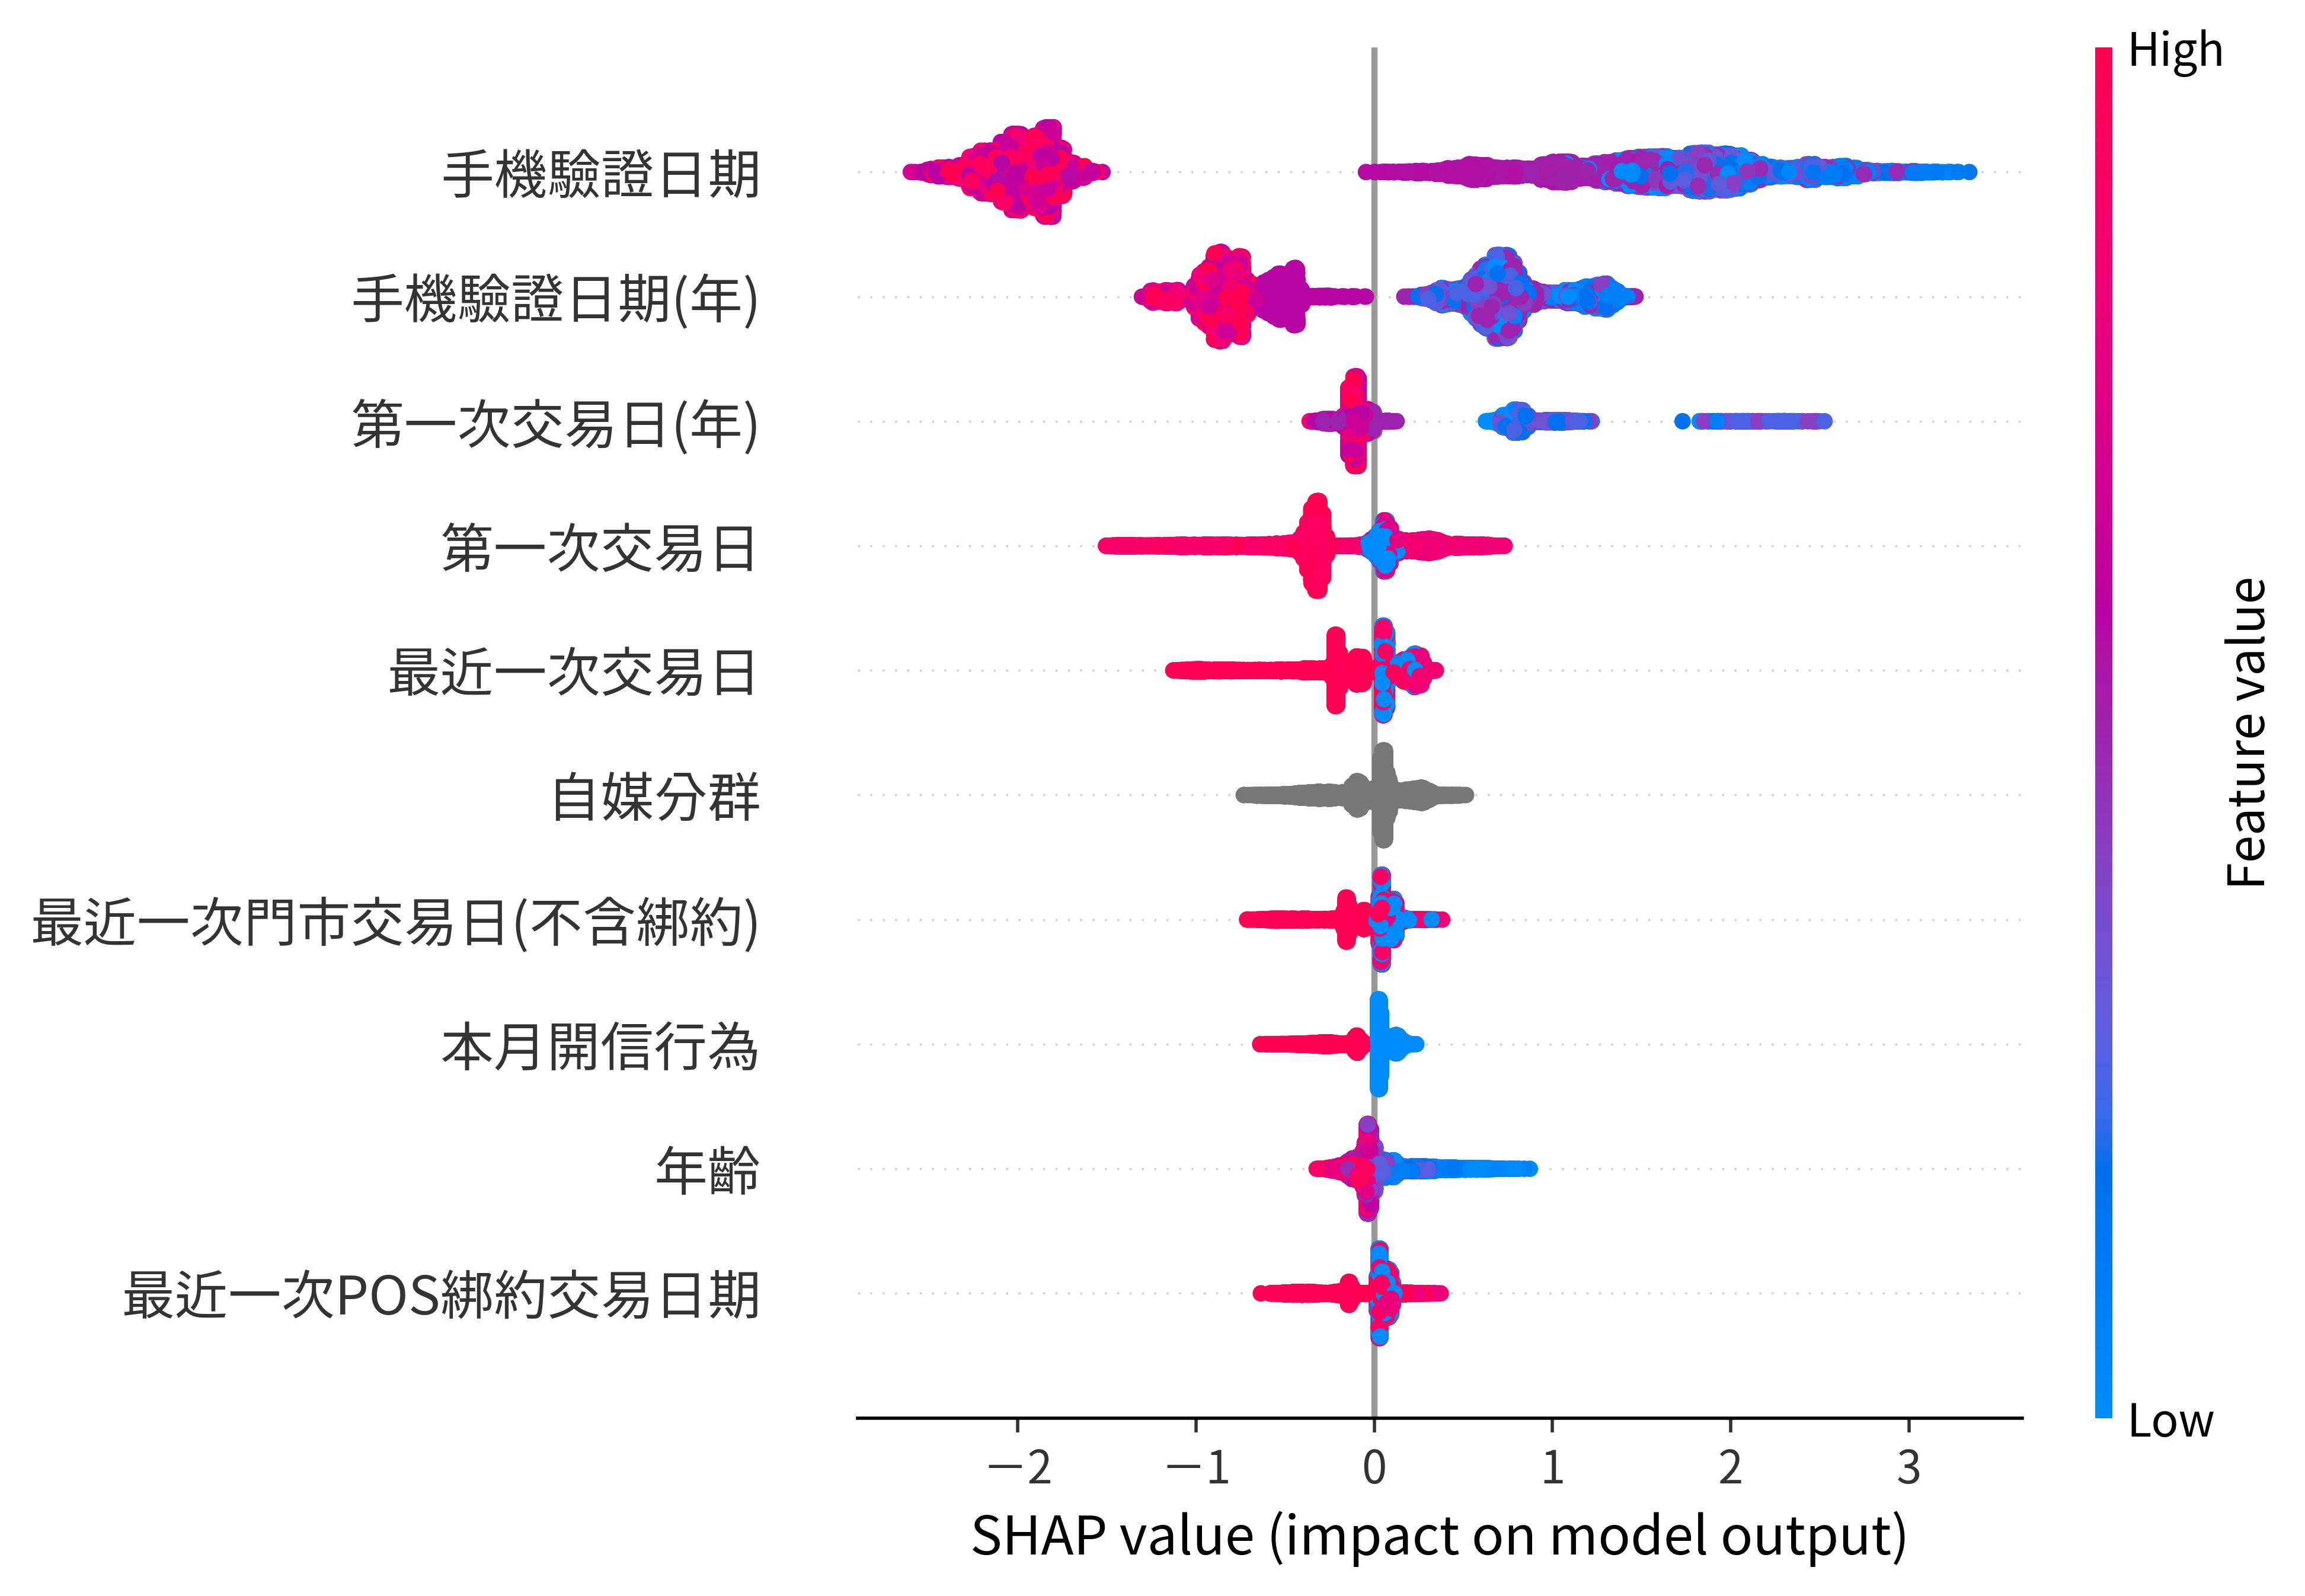 High
手機驗證日期
手機驗證日期(年)
第一次交易日(年)
第一次交易日
最近一次交易日
自媒分群
最近一次門市交易日(不含綁約)
本月開信行為
年齡
最近一次POS綁約交易日期
Feature value
Low
−2 −1 0 1 2 3
SHAP value (impact on model output)